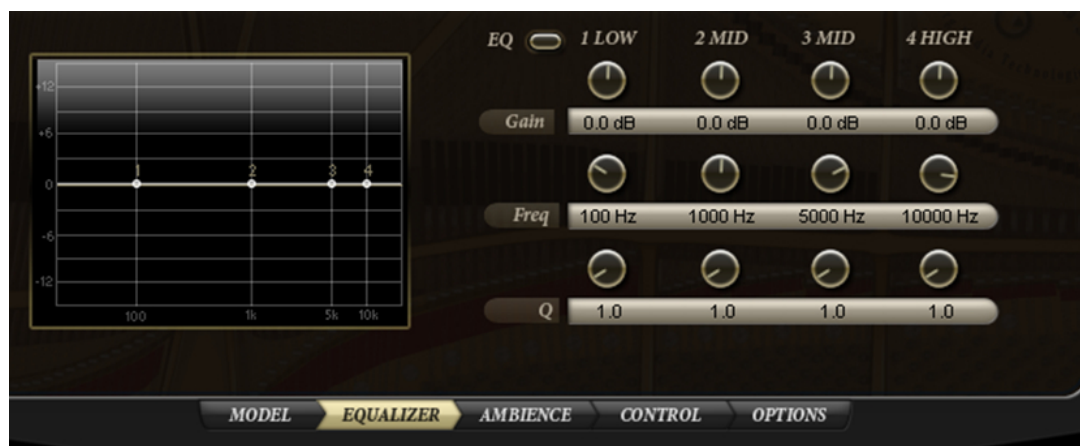 EQ 1 LOW 2 MID 3 MID 4 HIGH
+12
+6
0
-6
-12
1 2 3 4
100 1k 5k 10k
Gain 0.0 dB 0.0 dB 0.0 dB 0.0 dB
Freq 100 Hz 1000 Hz 5000 Hz 10000 Hz
Q 1.0 1.0 1.0 1.0
MODEL EQUALIZER AMBIENCE CONTROL OPTIONS